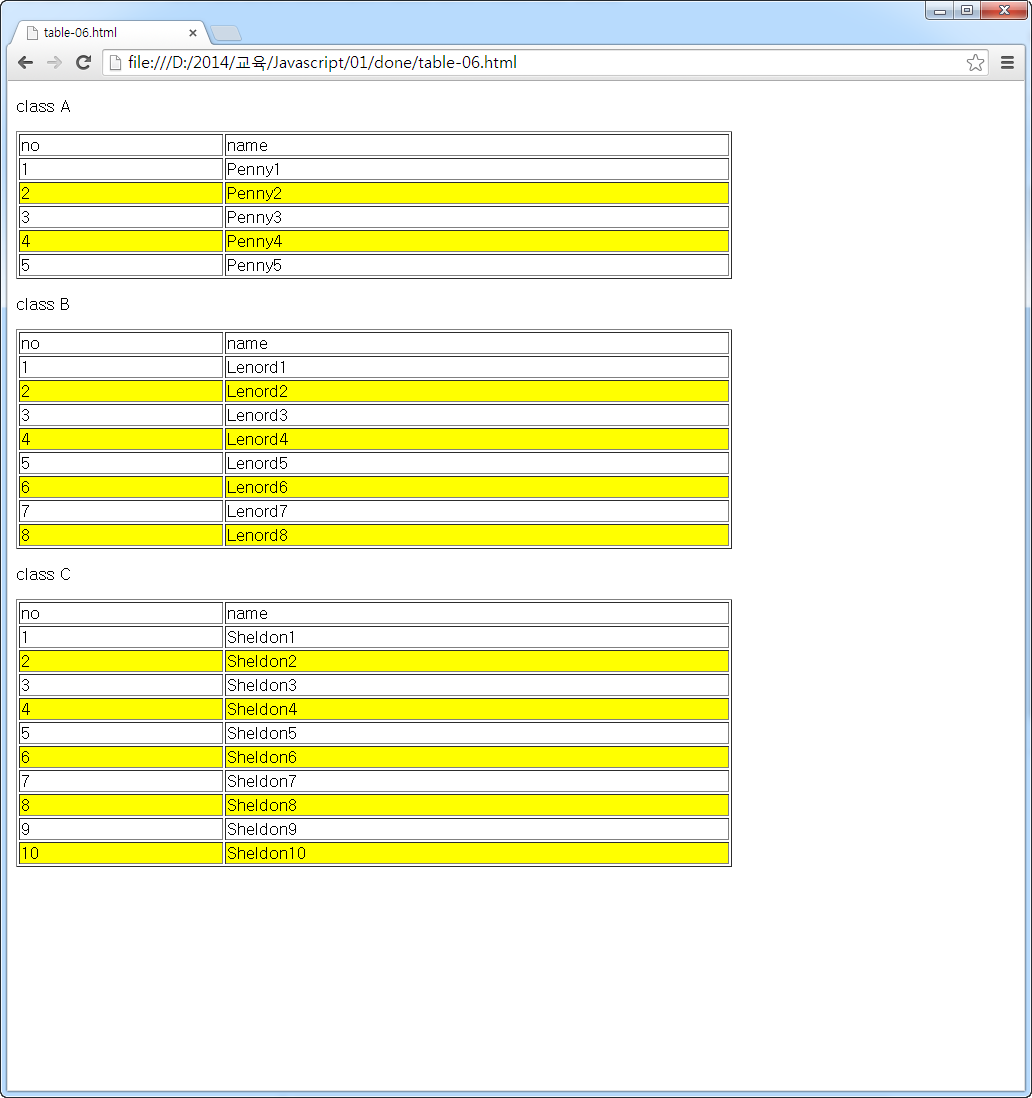 table-06.html
file:///D:/2014/교육/Javascript/01/done/table-06.html
class A
no name
1 Penny1
2 Penny2
3 Penny3
4 Penny4
5 Penny5
class B
no name
1 Lenord1
2 Lenord2
3 Lenord3
4 Lenord4
5 Lenord5
6 Lenord6
7 Lenord7
8 Lenord8
class C
no name
1 Sheldon1
2 Sheldon2
3 Sheldon3
4 Sheldon4
5 Sheldon5
6 Sheldon6
7 Sheldon7
8 Sheldon8
9 Sheldon9
10 Sheldon10